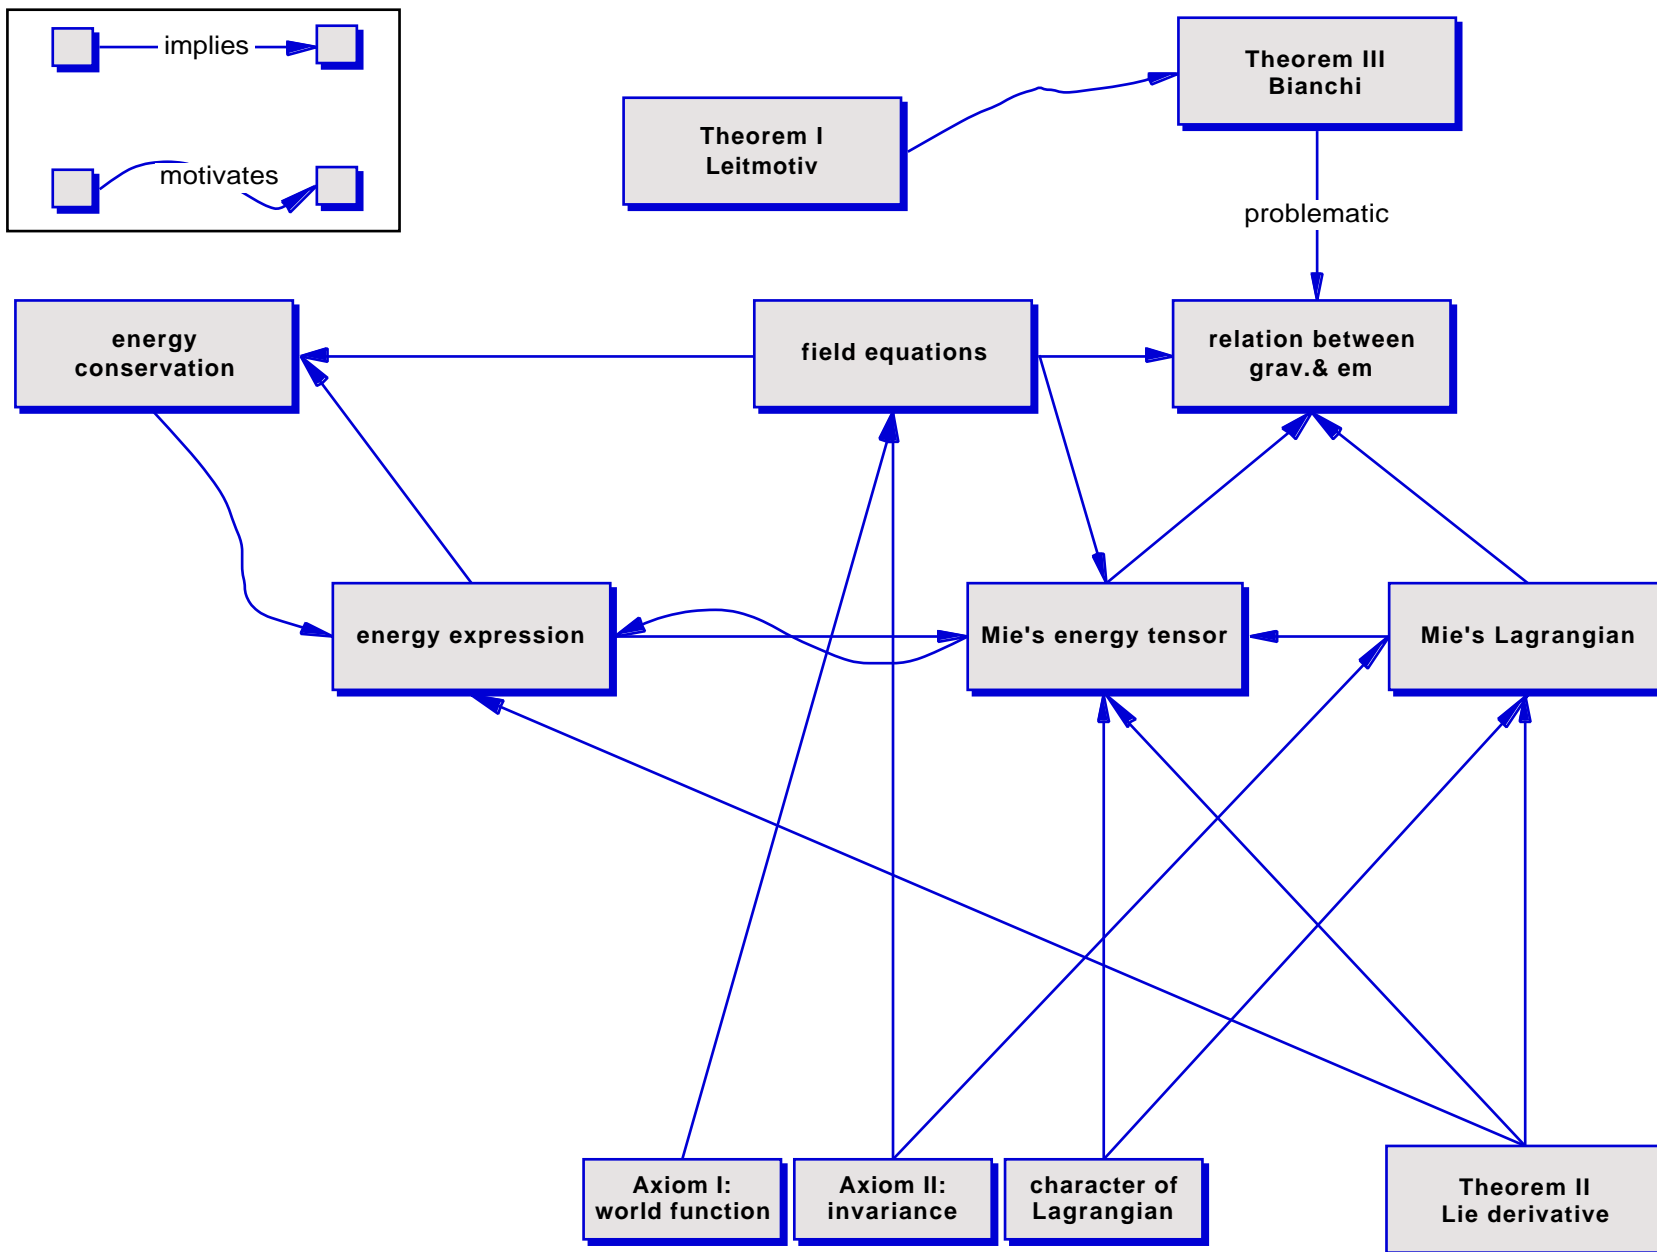 implies
motivates
Theorem III
Bianchi
Theorem I
Leitmotiv
problematic
energy
conservation
field equations
relation between
grav.& em
energy expression
Mie's energy tensor
Mie's Lagrangian
Axiom I:
world function
Axiom II:
invariance
character of
Lagrangian
Theorem II
Lie derivative